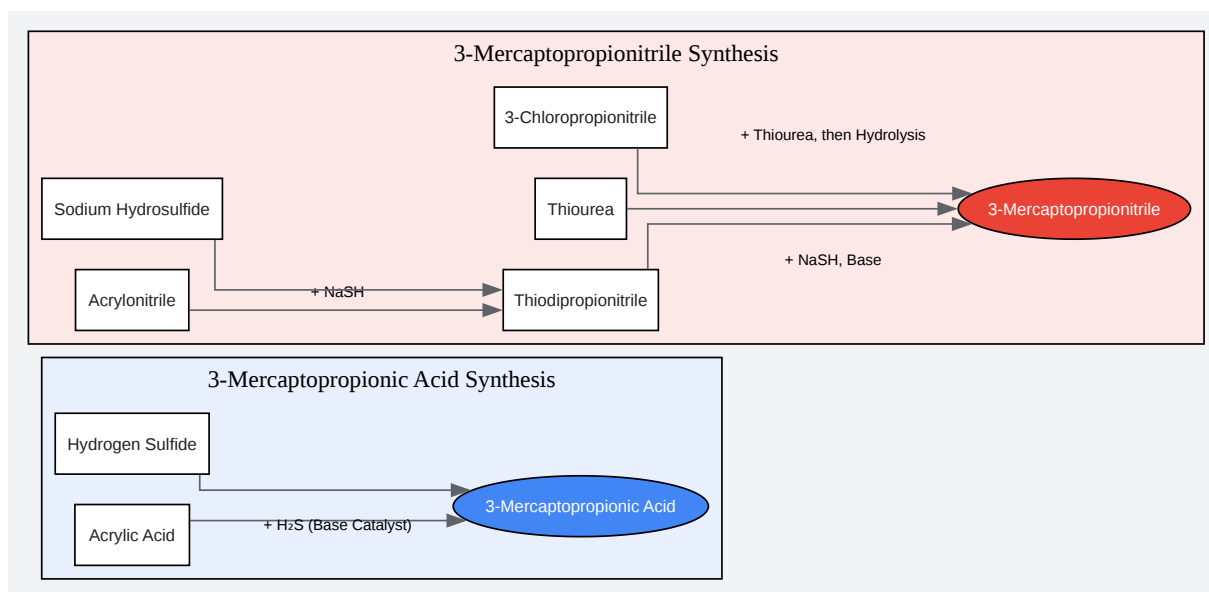 3-Mercaptopropionitrile Synthesis
3-Chloropropionitrile
+ Thiourea, then Hydrolysis
Sodium Hydrosulfide
Thiourea
3-Mercaptopropionitrile
+ NaSH, Base
Acrylonitrile
+ NaSH
Thiodipropionitrile
3-Mercaptopropionic Acid Synthesis
Hydrogen Sulfide
3-Mercaptopropionic Acid
Acrylic Acid
+ H₂S (Base Catalyst)